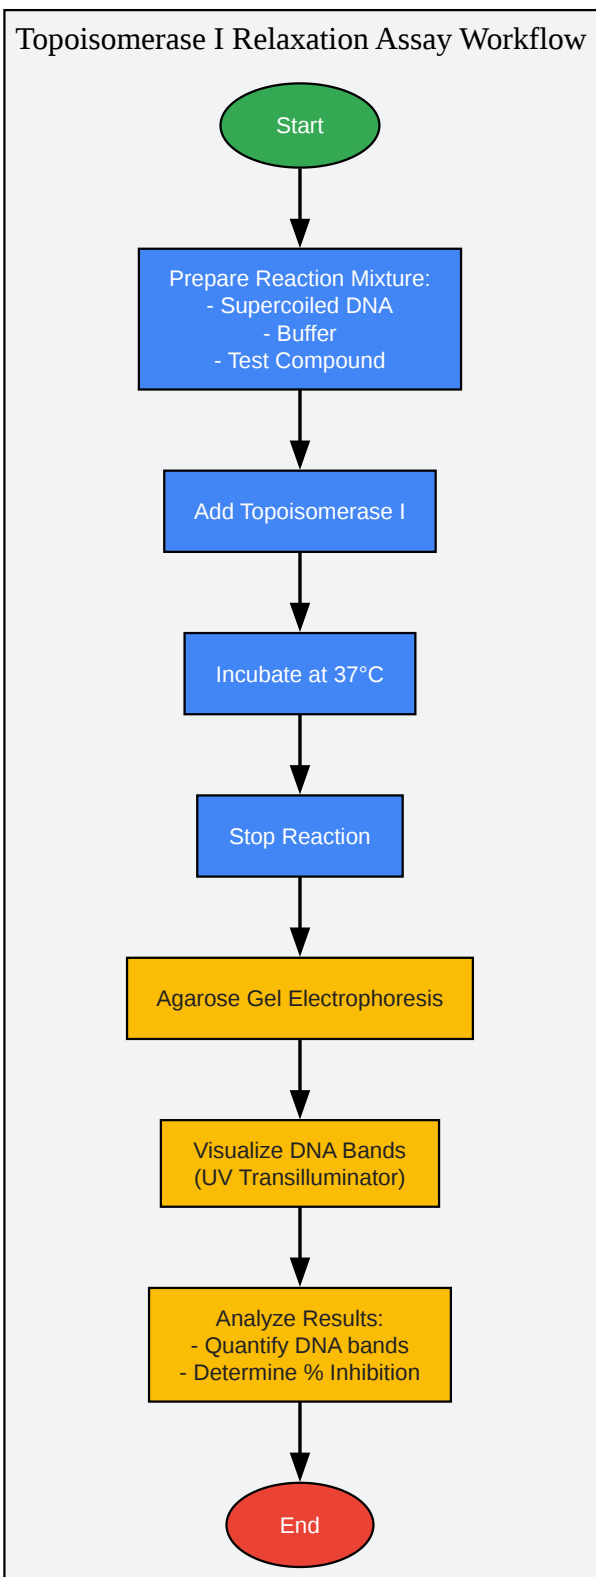 Topoisomerase I Relaxation Assay Workflow
Start
Prepare Reaction Mixture:
- Supercoiled DNA
- Buffer
- Test Compound
Add Topoisomerase I
Incubate at 37°C
Stop Reaction
Agarose Gel Electrophoresis
Visualize DNA Bands
(UV Transilluminator)
Analyze Results:
- Quantify DNA bands
- Determine % Inhibition
End